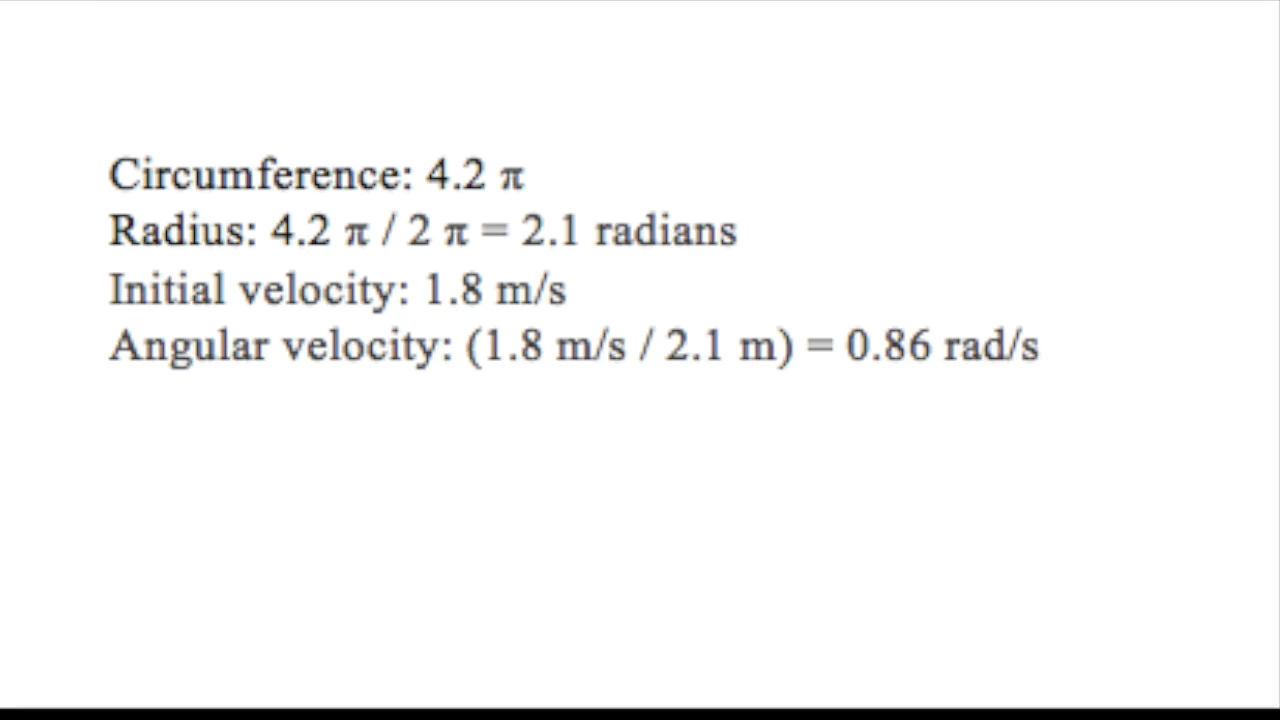 Circumference: 4.2 π
Radius: 4.2 π / 2 π = 2.1 radians
Initial velocity: 1.8 m/s
Angular velocity: (1.8 m/s / 2.1 m) = 0.86 rad/s